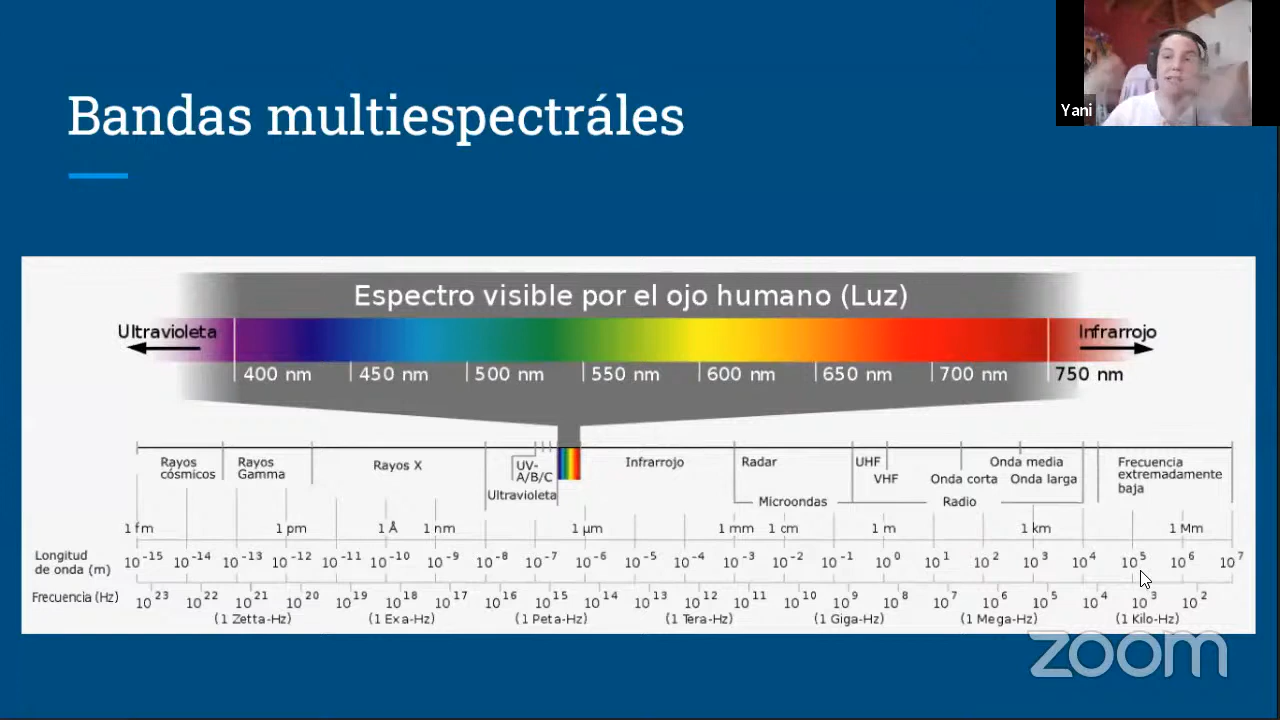 Bandas multiespectráles
Yani
Espectro visible por el ojo humano (Luz)
Ultravioleta
Infrarrojo
400 nm 450 nm 500 nm 550 nm 600 nm 650 nm 700 nm 750 nm
Rayos cósmicos
Rayos Gamma
Rayos X
UV-A/B/C
Ultravioleta
Infrarrojo
Radar
Microondas
UHF
VHF
Onda corta
Onda media
Onda larga
Radio
Frecuencia extremadamente baja
1 fm 1 pm 1 Å 1 nm 1 µm 1 mm 1 cm 1 m 1 km 1 Mm
Longitud de onda (m)
10⁻¹⁵ 10⁻¹⁴ 10⁻¹³ 10⁻¹² 10⁻¹¹ 10⁻¹⁰ 10⁻⁹ 10⁻⁸ 10⁻⁷ 10⁻⁶ 10⁻⁵ 10⁻⁴ 10⁻³ 10⁻² 10⁻¹ 10⁰ 10¹ 10² 10³ 10⁴ 10⁵ 10⁶ 10⁷
Frecuencia (Hz)
10²³ 10²² 10²¹ 10²⁰ 10¹⁹ 10¹⁸ 10¹⁷ 10¹⁶ 10¹⁵ 10¹⁴ 10¹³ 10¹² 10¹¹ 10¹⁰ 10⁹ 10⁸ 10⁷ 10⁶ 10⁵ 10⁴ 10³ 10²
(1 Zetta-Hz) (1 Exa-Hz) (1 Peta-Hz) (1 Tera-Hz) (1 Giga-Hz) (1 Mega-Hz) (1 Kilo-Hz)
zoom